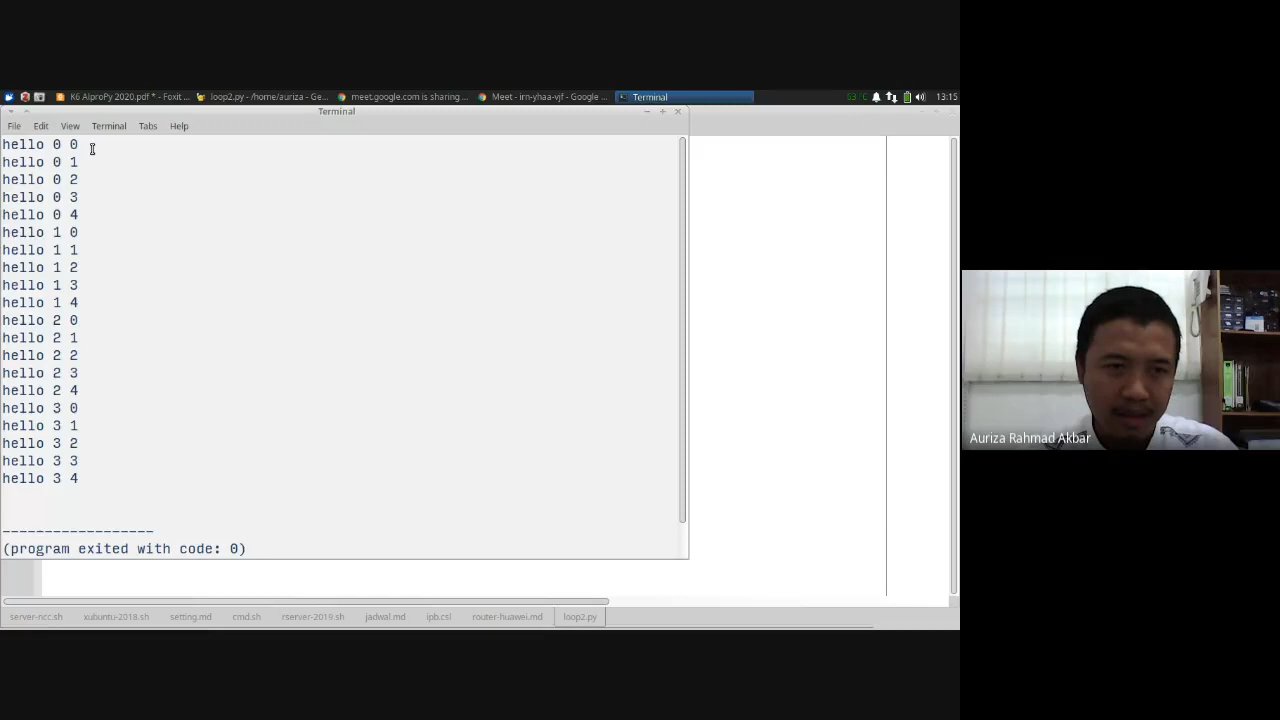 K6 AlproPy 2020.pdf * - Foxit ... loop2.py - /home/auriza - Ge... meet.google.com is sharing ... Meet - irn-yhaa-vjf - Google ... Terminal 13:15
Terminal
File Edit View Terminal Tabs Help
hello 0 0
hello 0 1
hello 0 2
hello 0 3
hello 0 4
hello 1 0
hello 1 1
hello 1 2
hello 1 3
hello 1 4
hello 2 0
hello 2 1
hello 2 2
hello 2 3
hello 2 4
hello 3 0
hello 3 1
hello 3 2
hello 3 3
hello 3 4
------------------
(program exited with code: 0)
server-ncc.sh xubuntu-2018.sh setting.md cmd.sh rserver-2019.sh jadwal.md ipb.csl router-huawei.md loop2.py
Auriza Rahmad Akbar